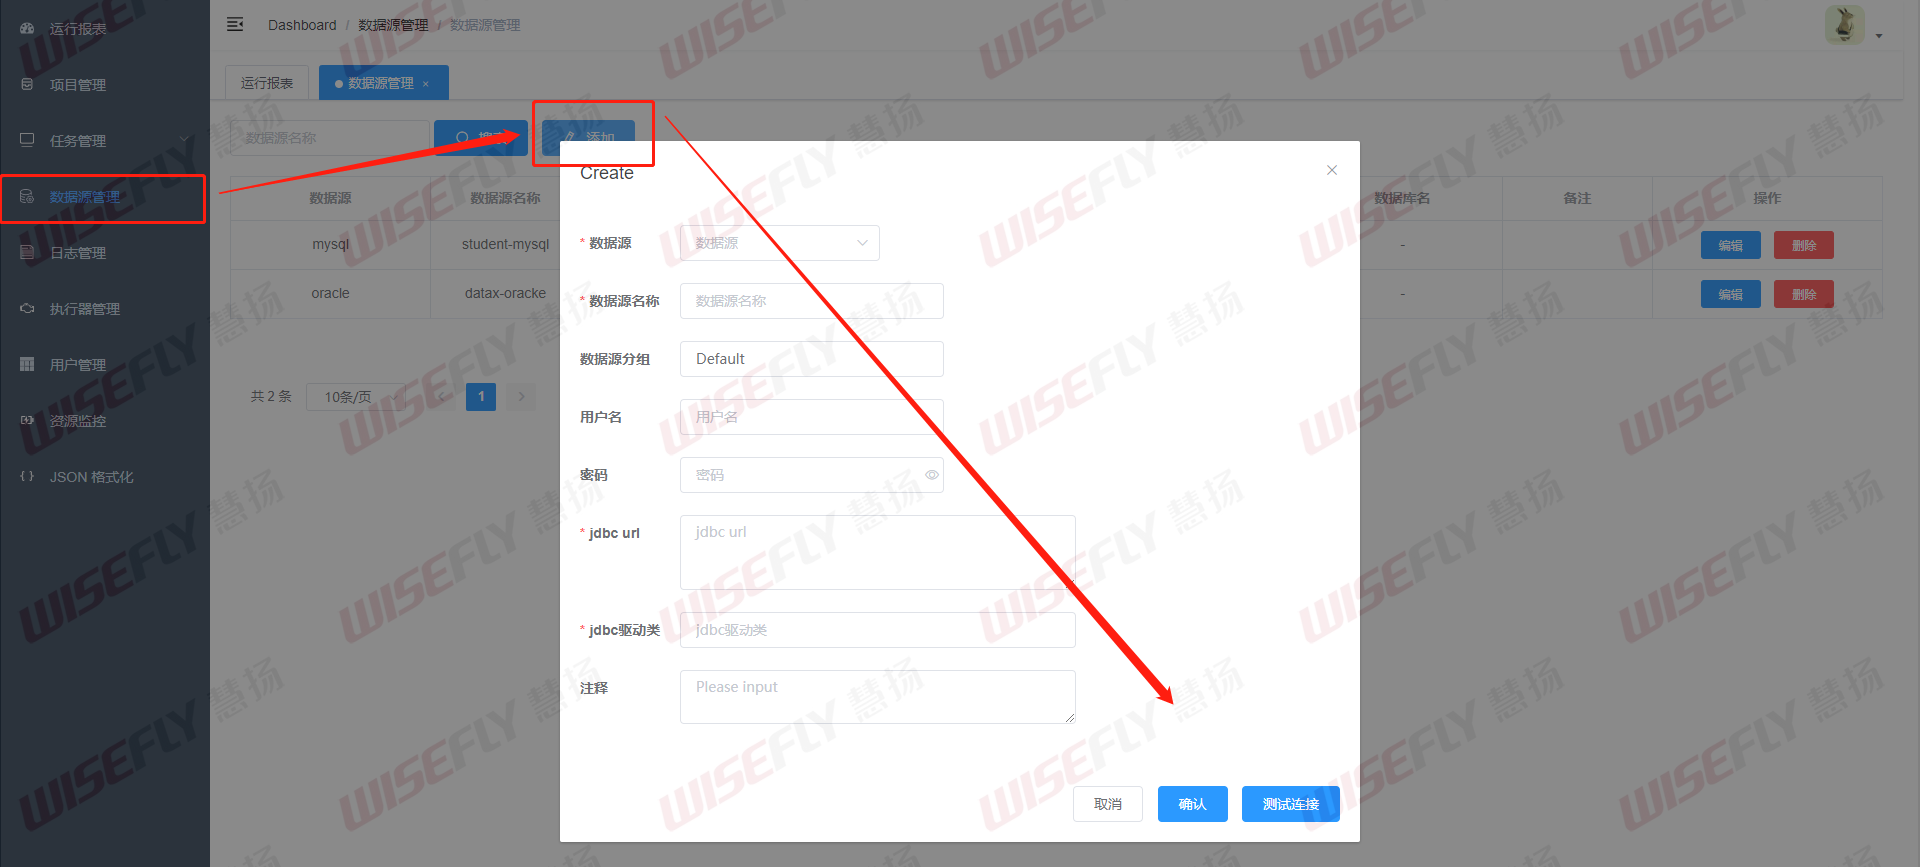 运行报表
项目管理
任务管理
数据源管理
日志管理
执行器管理
用户管理
资源监控
JSON 格式化
Dashboard / 数据源管理 / 数据源管理
运行报表
数据源管理 ×
数据源名称
添加
数据源 数据源名称 数据库名 备注 操作
mysql student-mysql - 编辑 删除
oracle datax-oracke - 编辑 删除
共 2 条 10条/页 1
Create
* 数据源 数据源
* 数据源名称 数据源名称
数据源分组 Default
用户名 用户名
密码 密码
* jdbc url jdbc url
* jdbc驱动类 jdbc驱动类
注释 Please input
取消 确认 测试连接
WISEFLY 慧扬